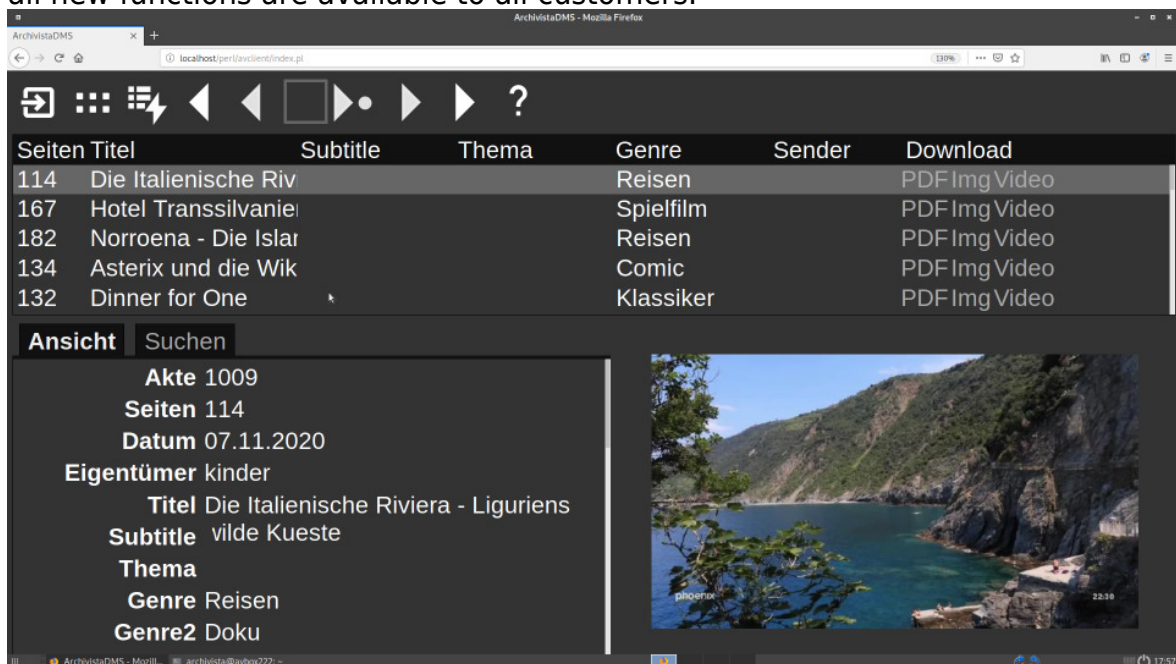 all new functions are available to all customers.
ArchivistaDMS - Mozilla Firefox
ArchivistaDMS × +
localhost/perl/avclient/index.pl 130%
?
Seiten Titel Subtitle Thema Genre Sender Download
114 Die Italienische Riv Reisen PDF Img Video
167 Hotel Transsilvanie Spielfilm PDF Img Video
182 Norroena - Die Islan Reisen PDF Img Video
134 Asterix und die Wik Comic PDF Img Video
132 Dinner for One Klassiker PDF Img Video
Ansicht Suchen
Akte 1009
Seiten 114
Datum 07.11.2020
Eigentümer kinder
Titel Die Italienische Riviera - Liguriens
Subtitle vilde Kueste
Thema
Genre Reisen
Genre2 Doku
phoenix 22:30
ArchivistaDMS - Mozill... archivista@avbox222: ~ 17:57